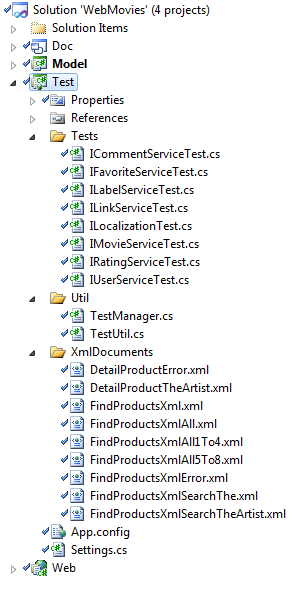 Solution 'WebMovies' (4 projects)
Solution Items
Doc
Model
Test
Properties
References
Tests
ICommentServiceTest.cs
IFavoriteServiceTest.cs
ILabelServiceTest.cs
ILinkServiceTest.cs
ILocalizationTest.cs
IMovieServiceTest.cs
IRatingServiceTest.cs
IUserServiceTest.cs
Util
TestManager.cs
TestUtil.cs
XmlDocuments
DetailProductError.xml
DetailProductTheArtist.xml
FindProductsXml.xml
FindProductsXmlAll.xml
FindProductsXmlAll1To4.xml
FindProductsXmlAll5To8.xml
FindProductsXmlError.xml
FindProductsXmlSearchThe.xml
FindProductsXmlSearchTheArtist.xml
App.config
Settings.cs
Web